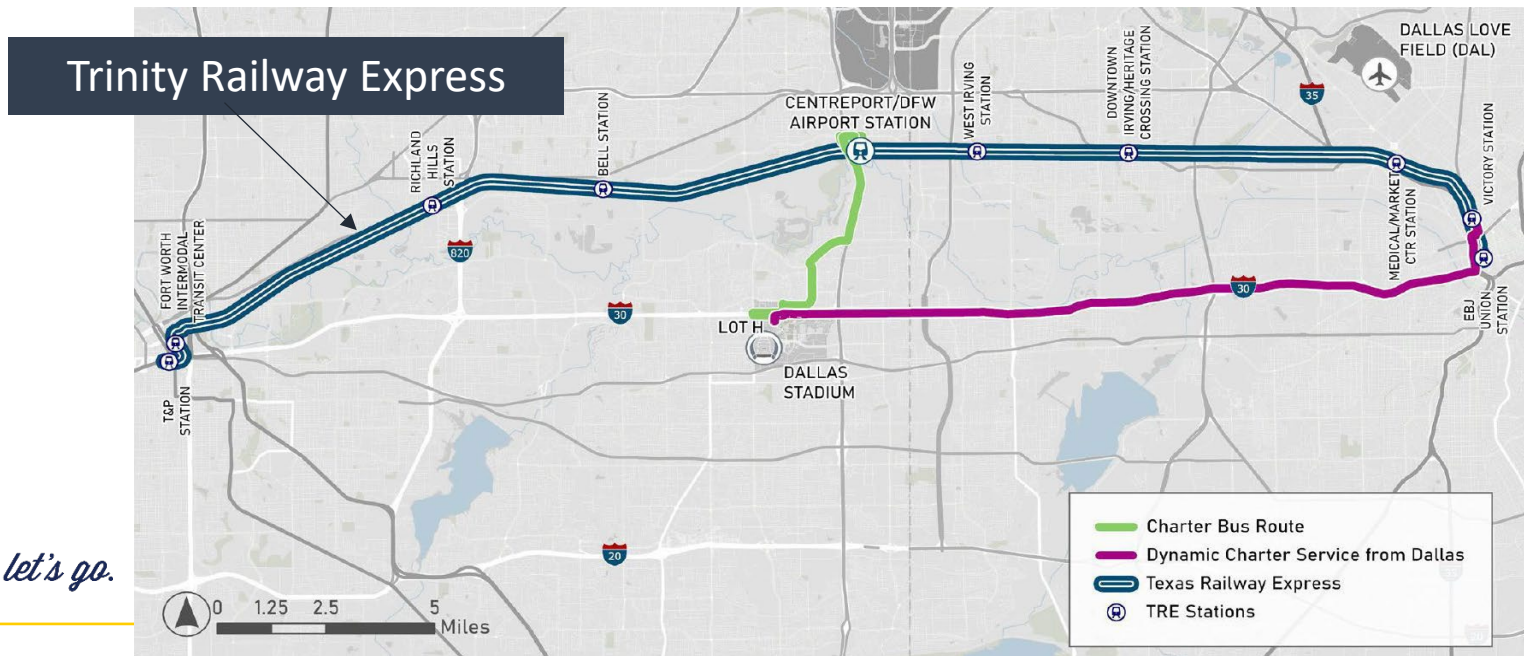 Trinity Railway Express
DALLAS LOVE
FIELD (DAL)
35
CENTREPORT/DFW
AIRPORT STATION
WEST IRVING
STATION
DOWNTOWN
IRVING/HERITAGE
CROSSING STATION
BELL STATION
RICHLAND
HILLS
STATION
VICTORY STATION
MEDICAL/MARKET
CTR STATION
820
FORT WORTH
INTERMODAL
TRANSIT CENTER
30
30
LOT H
EBJ
UNION
STATION
DALLAS
STADIUM
T&P
STATION
20
let's go.
0 1.25 2.5 5
Miles
Charter Bus Route
Dynamic Charter Service from Dallas
Texas Railway Express
TRE Stations
20